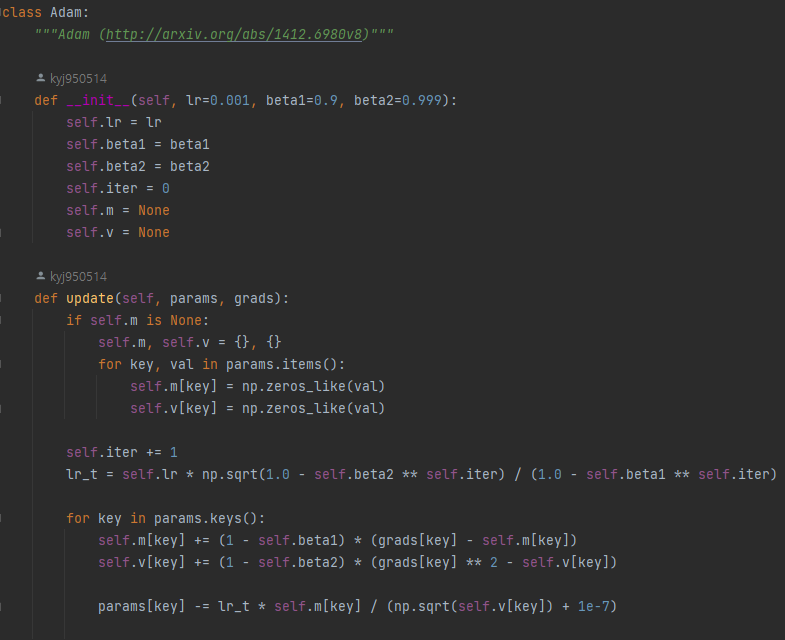 class Adam:
    """Adam (http://arxiv.org/abs/1412.6980v8)"""
    kyj950514
    def __init__(self, lr=0.001, beta1=0.9, beta2=0.999):
        self.lr = lr
        self.beta1 = beta1
        self.beta2 = beta2
        self.iter = 0
        self.m = None
        self.v = None
    kyj950514
    def update(self, params, grads):
        if self.m is None:
            self.m, self.v = {}, {}
            for key, val in params.items():
                self.m[key] = np.zeros_like(val)
                self.v[key] = np.zeros_like(val)
        self.iter += 1
        lr_t = self.lr * np.sqrt(1.0 - self.beta2 ** self.iter) / (1.0 - self.beta1 ** self.iter)
        for key in params.keys():
            self.m[key] += (1 - self.beta1) * (grads[key] - self.m[key])
            self.v[key] += (1 - self.beta2) * (grads[key] ** 2 - self.v[key])
            params[key] -= lr_t * self.m[key] / (np.sqrt(self.v[key]) + 1e-7)